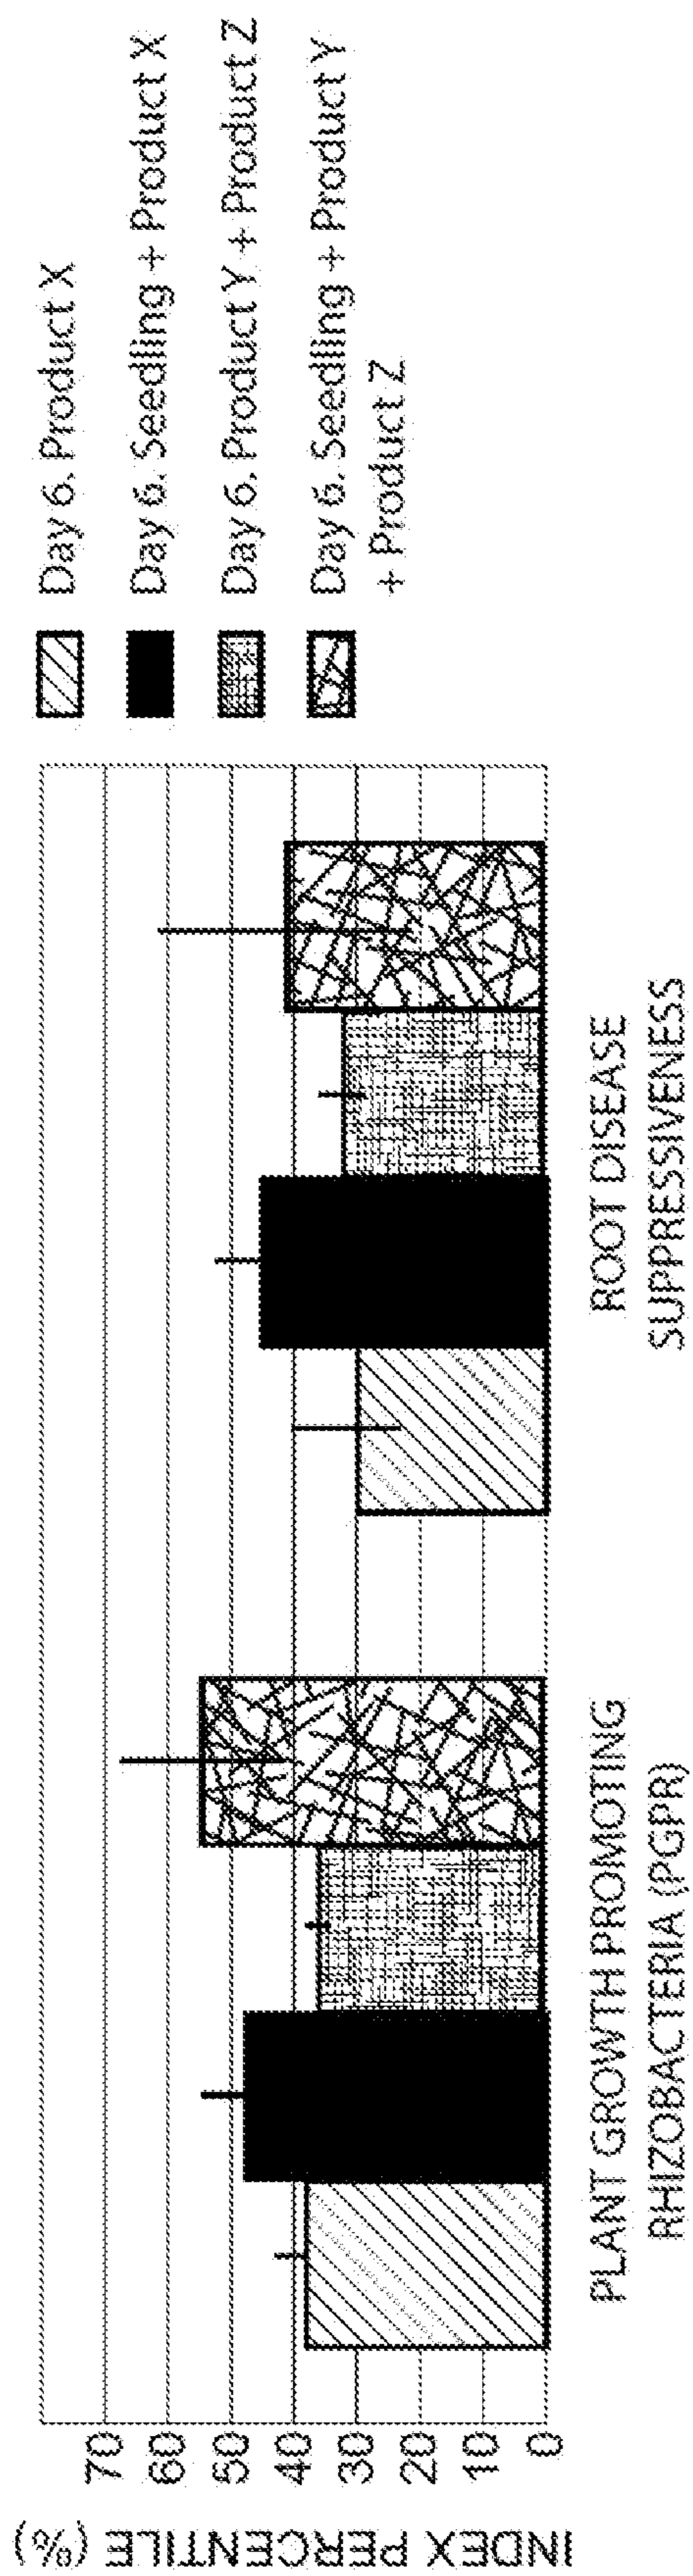 INDEX PERCENTILE (%)
70
60
50
40
30
20
10
0
PLANT GROWTH PROMOTING
RHIZOBACTERIA (PGPR)
ROOT DISEASE
SUPPRESSIVENESS
Day 6. Product X
Day 6. Seedling + Product X
Day 6. Product Y + Product Z
Day 6. Seedling + Product Y
+ Product Z